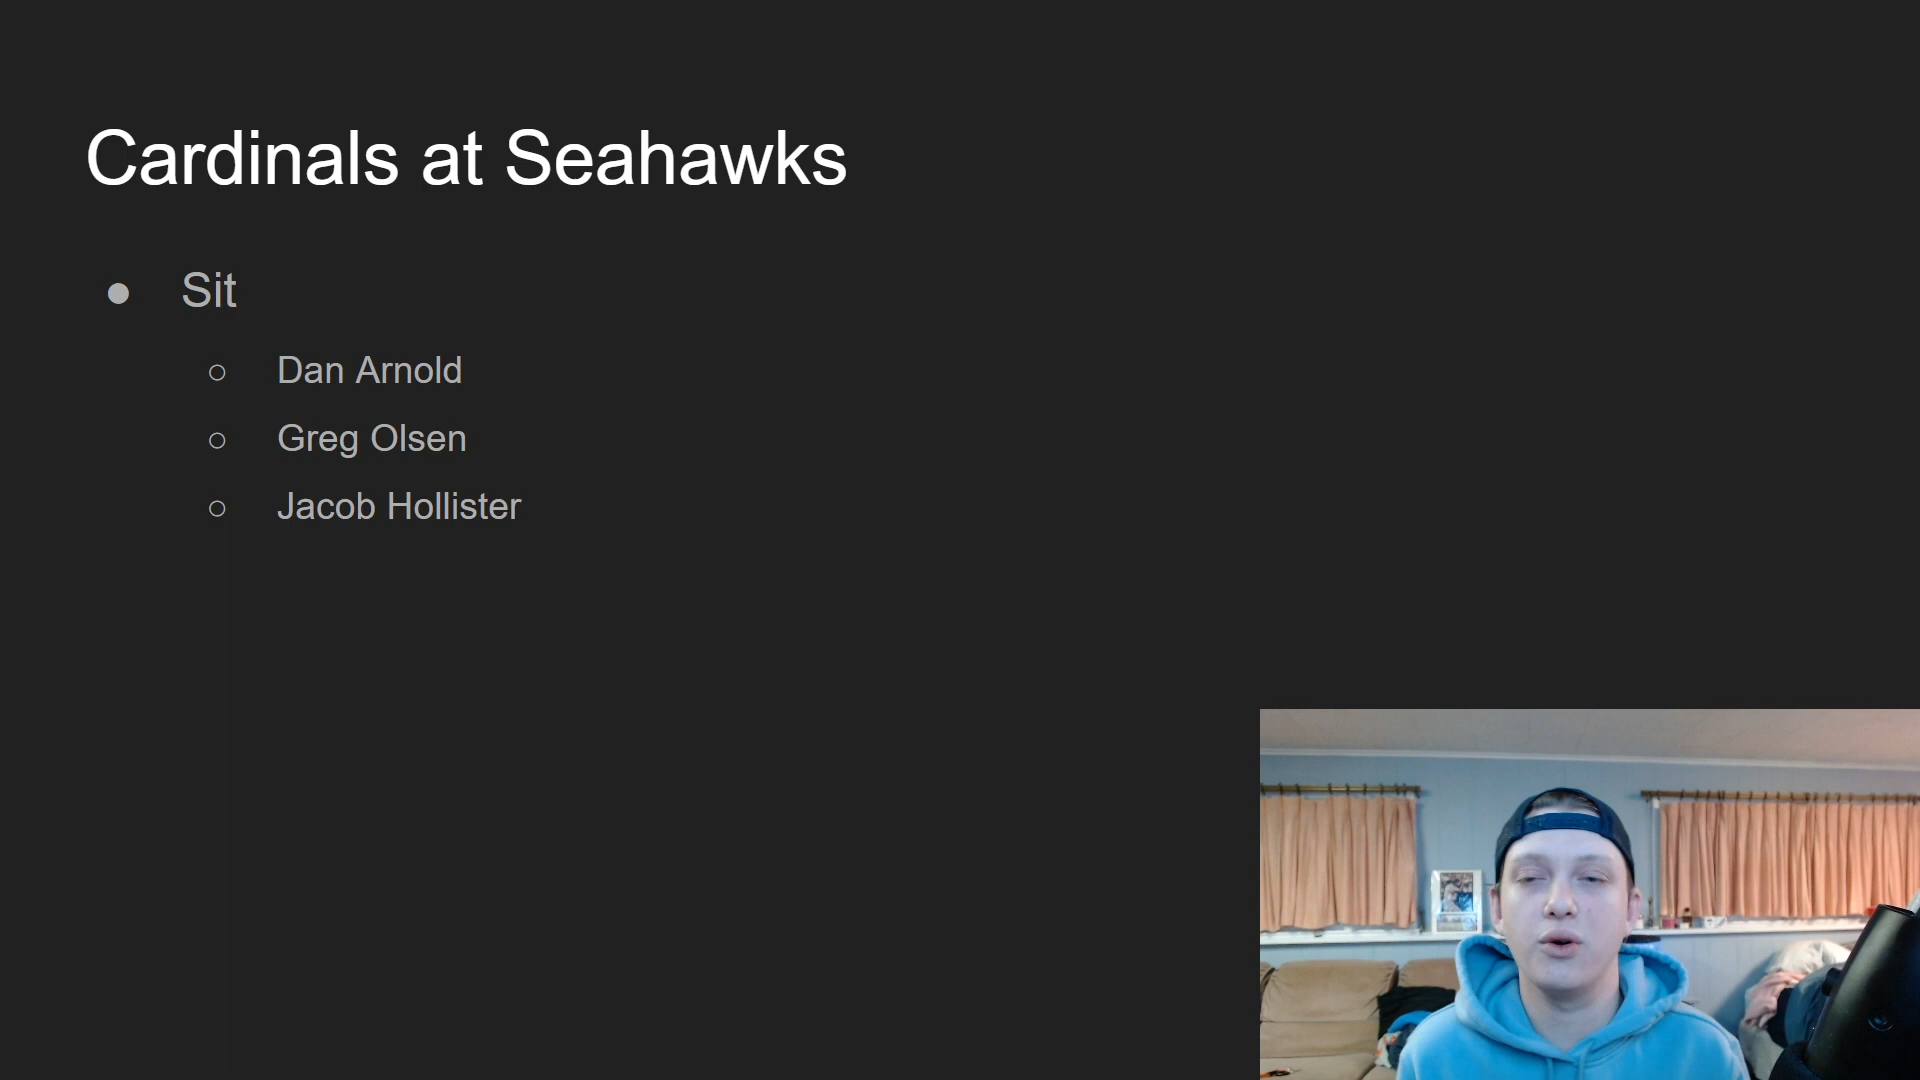 Cardinals at Seahawks
● Sit
○ Dan Arnold
○ Greg Olsen
○ Jacob Hollister